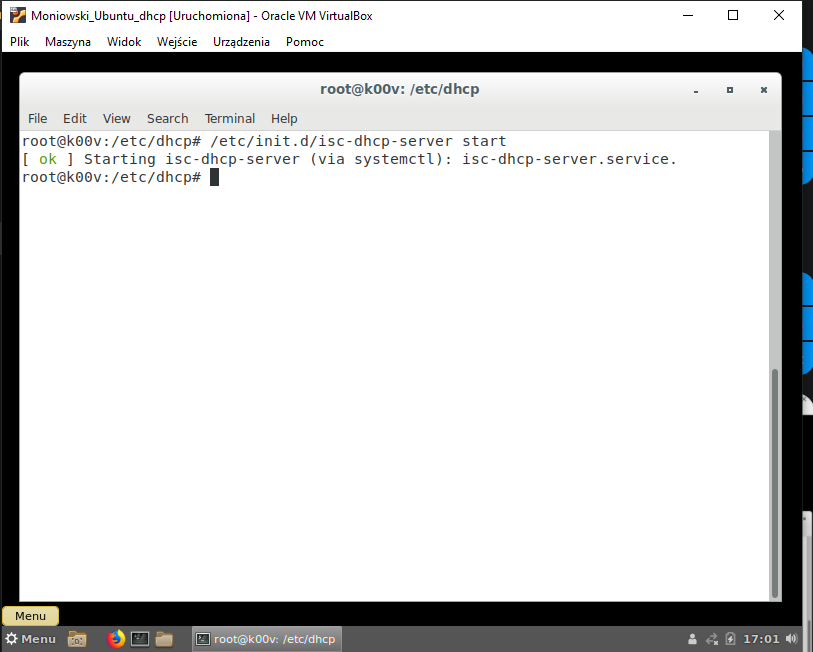 Moniowski_Ubuntu_dhcp [Uruchomiona] - Oracle VM VirtualBox
Plik Maszyna Widok Wejście Urządzenia Pomoc
root@k00v: /etc/dhcp
File Edit View Search Terminal Help
root@k00v:/etc/dhcp# /etc/init.d/isc-dhcp-server start
[ ok ] Starting isc-dhcp-server (via systemctl): isc-dhcp-server.service.
root@k00v:/etc/dhcp#
Menu
Menu root@k00v: /etc/dhcp 17:01